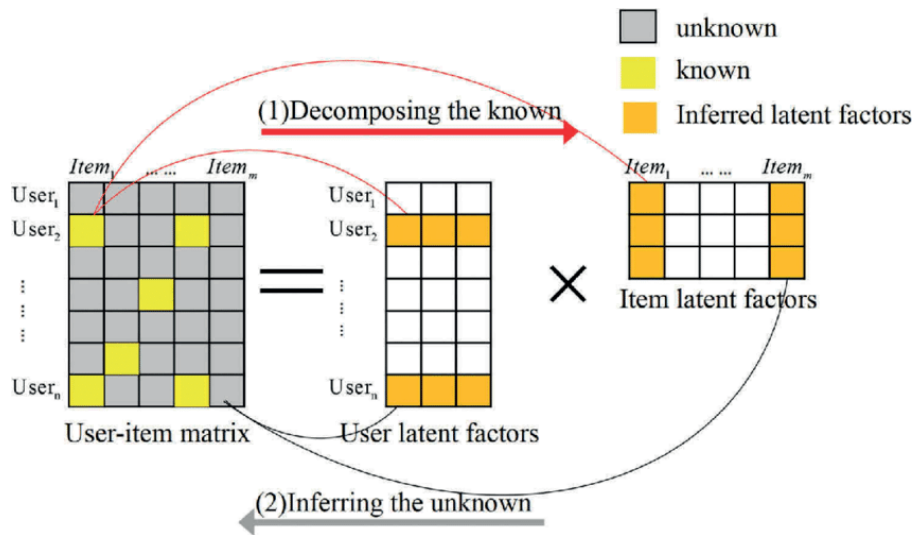 unknown
known
Inferred latent factors
(1)Decomposing the known
Item₁ ... ... Itemₘ
User₁
User₂
... ...
Userₙ
User-item matrix
User₁
User₂
... ...
Userₙ
User latent factors
Item₁ ... ... Itemₘ
Item latent factors
(2)Inferring the unknown